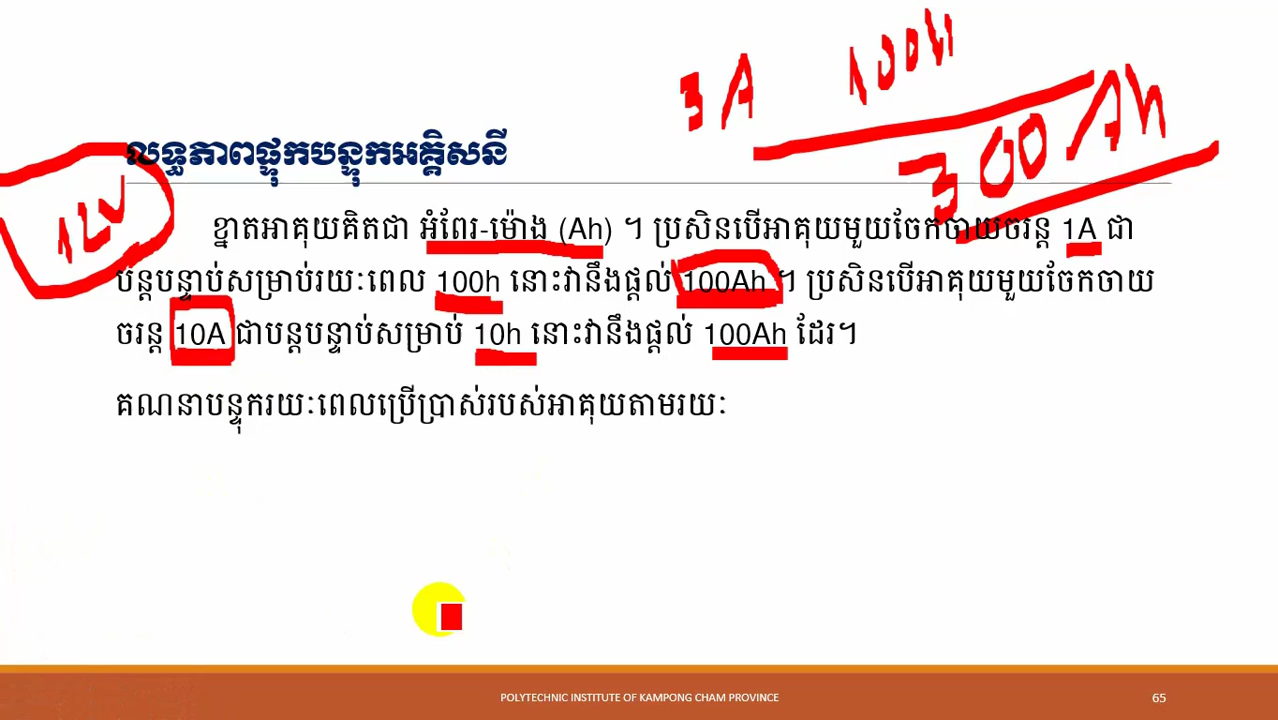 3A 100h
300Ah
លទ្ធភាពផ្ទុកបន្ទុកអគ្គិសនី
12V
ខ្នាតអាគុយគិតជា អំពែរ-ម៉ោង (Ah) ។ ប្រសិនបើអាគុយមួយចែកចាយចរន្ត 1A ជា
បន្តបន្ទាប់សម្រាប់រយៈពេល 100h នោះវានឹងផ្តល់ 100Ah ។ ប្រសិនបើអាគុយមួយចែកចាយ
ចរន្ត 10A ជាបន្តបន្ទាប់សម្រាប់ 10h នោះវានឹងផ្តល់ 100Ah ដែរ។
គណនាបន្ទុករយៈពេលប្រើប្រាស់របស់អាគុយតាមរយៈ
POLYTECHNIC INSTITUTE OF KAMPONG CHAM PROVINCE
65